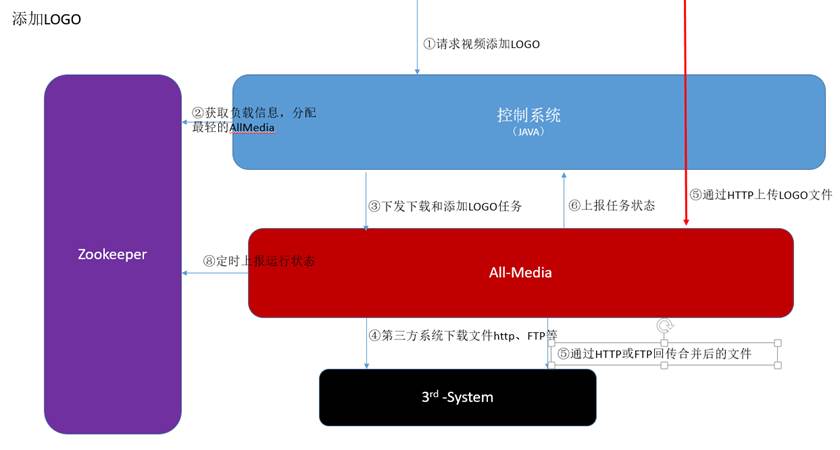 添加LOGO
①请求视频添加LOGO
②获取负载信息，分配
最轻的AllMedia
控制系统
（JAVA）
③下发下载和添加LOGO任务
⑥上报任务状态
⑤通过HTTP上传LOGO文件
Zookeeper
⑧定时上报运行状态
All-Media
④第三方系统下载文件http、FTP等
⑤通过HTTP或FTP回传合并后的文件
3rd -System